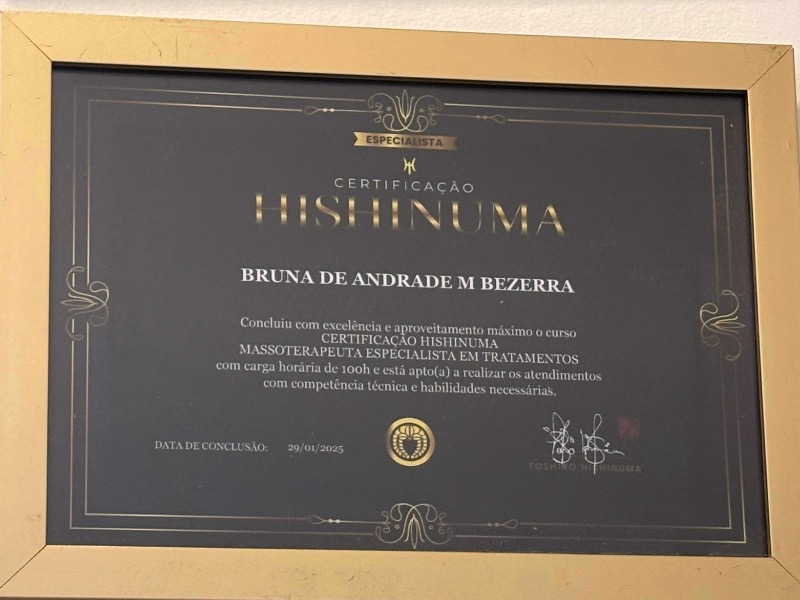 ESPECIALISTA
CERTIFICAÇÃO
HISHINUMA
BRUNA DE ANDRADE M BEZERRA
Concluiu com excelência e aproveitamento máximo o curso
CERTIFICAÇÃO HISHINUMA
MASSOTERAPEUTA ESPECIALISTA EM TRATAMENTOS
com carga horária de 100h e está apto(a) a realizar os atendimentos
com competência técnica e habilidades necessárias.
DATA DE CONCLUSÃO: 29/01/2025
TOSHIRO HISHINUMA